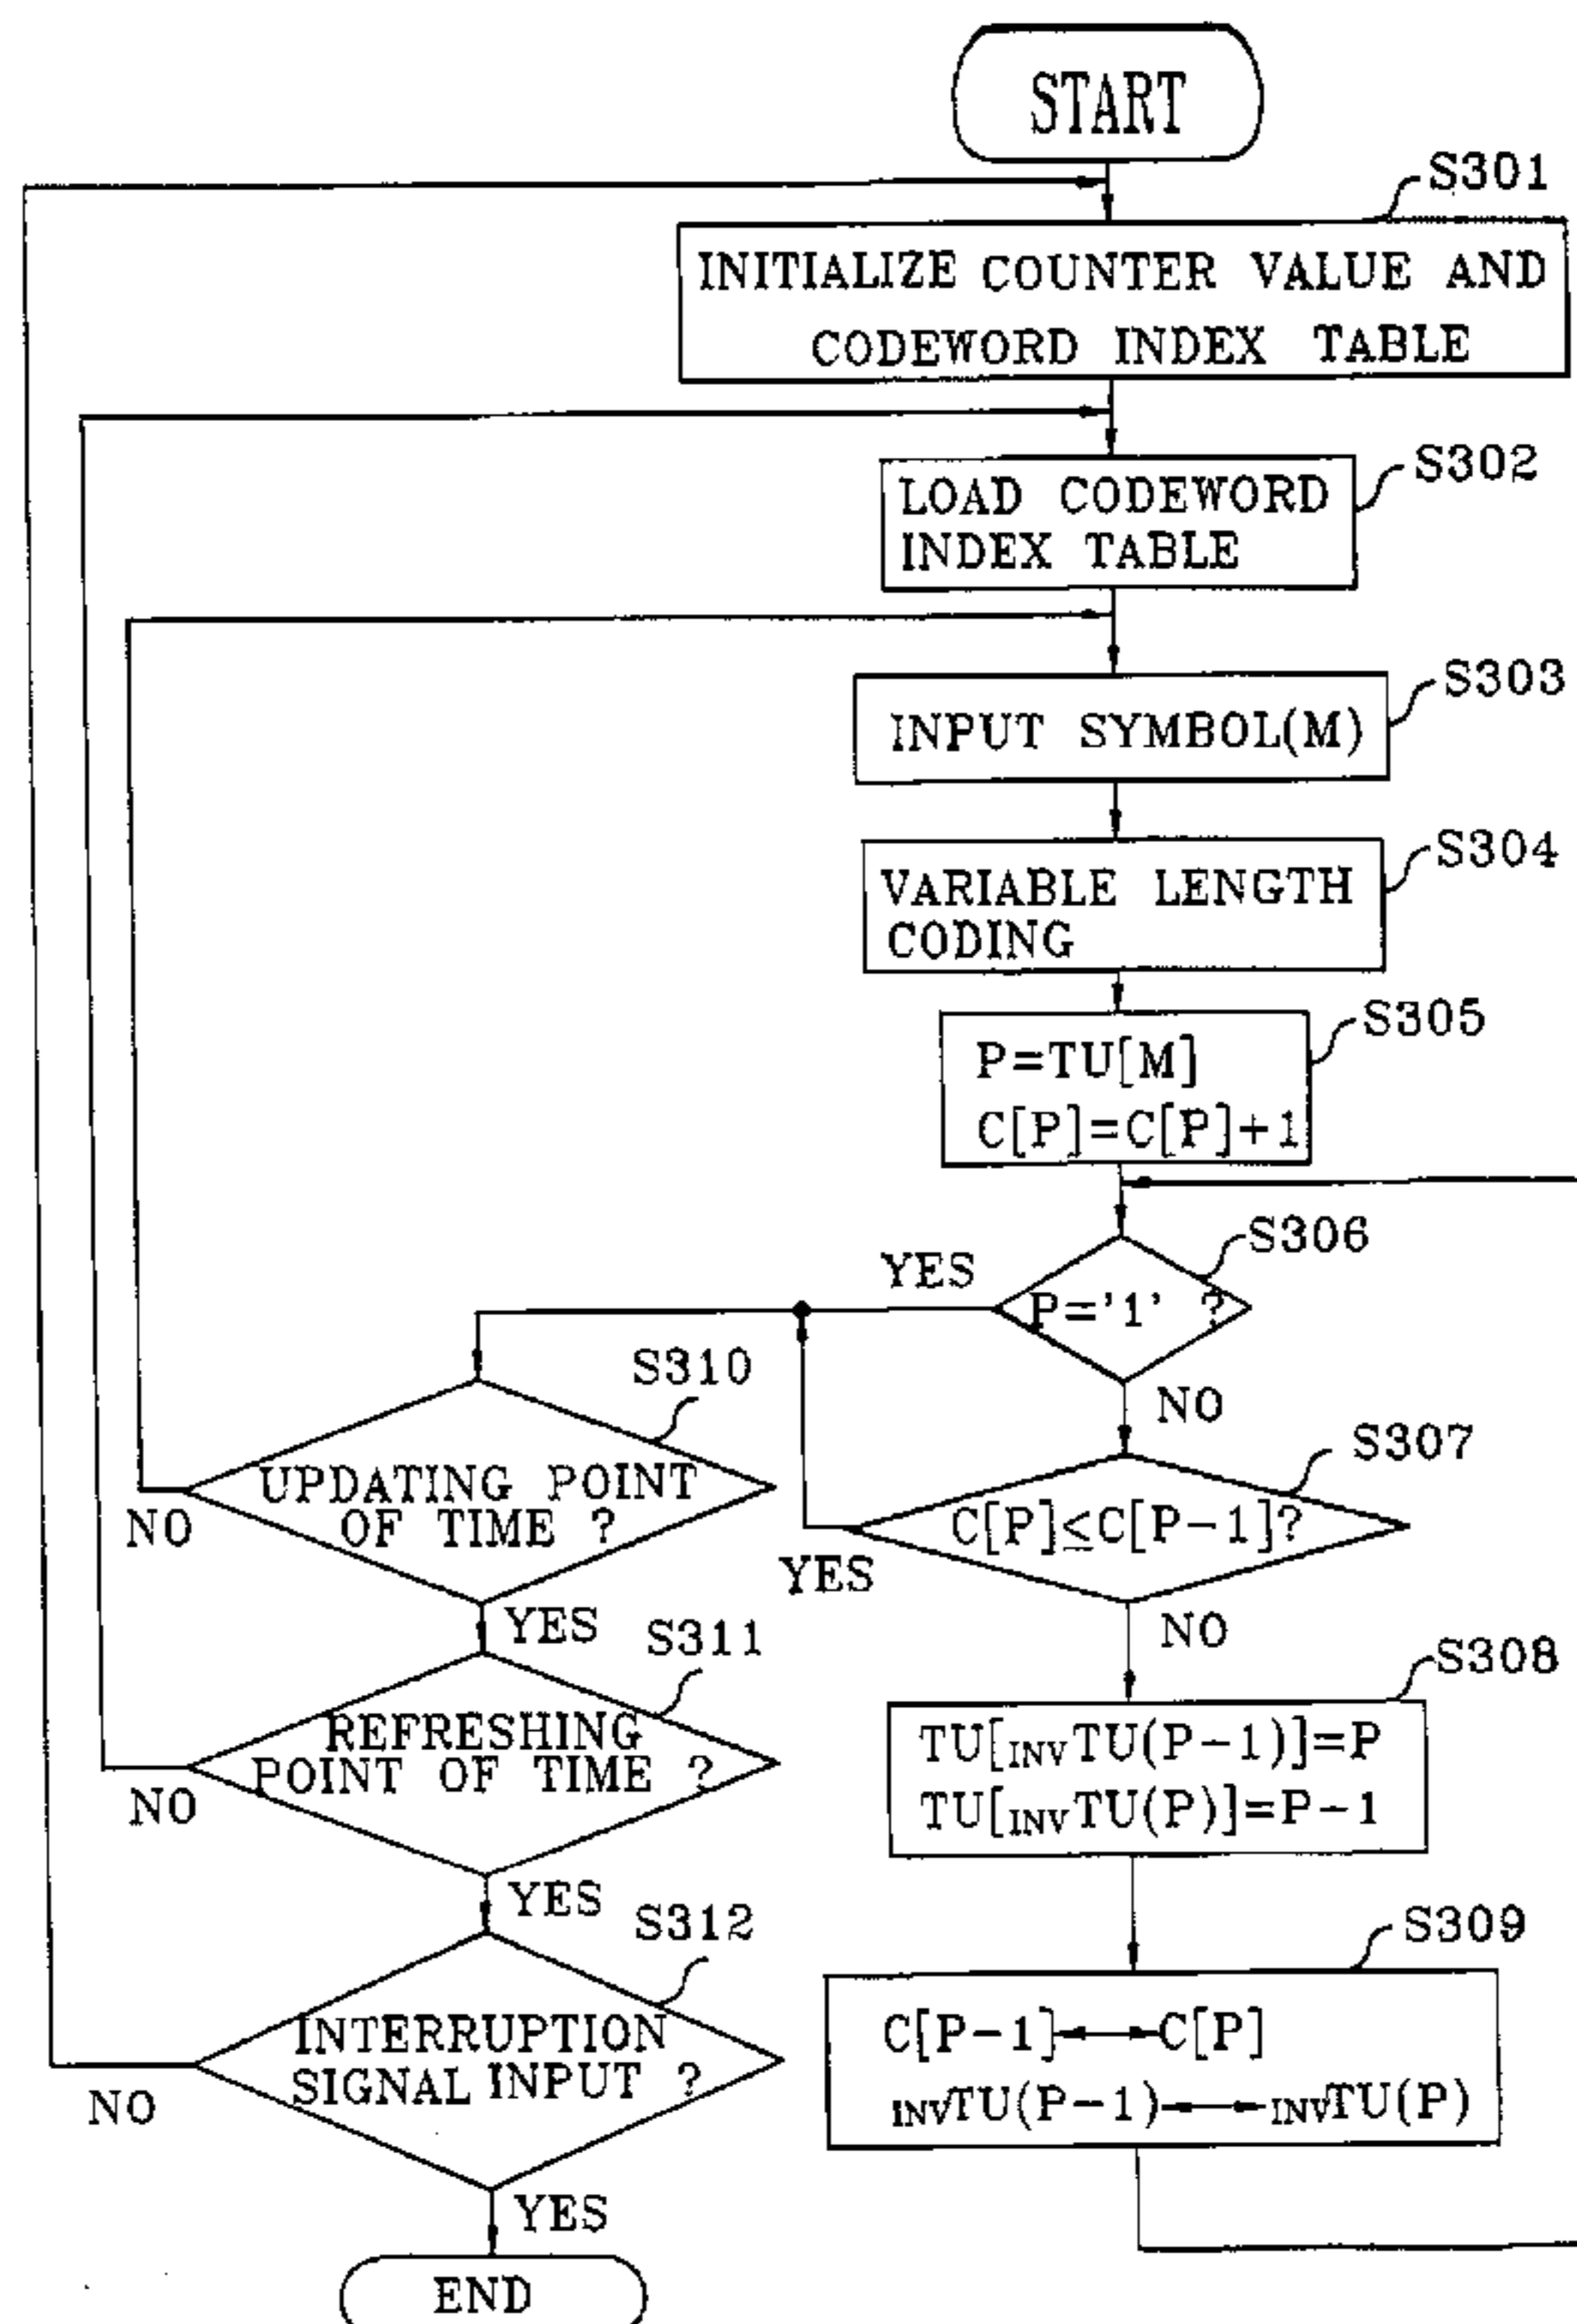 START
S301
INITIALIZE COUNTER VALUE AND
CODEWORD INDEX TABLE
S302
LOAD CODEWORD
INDEX TABLE
S303
INPUT SYMBOL(M)
S304
VARIABLE LENGTH
CODING
S305
P=TU[M]
C[P]=C[P]+1
S306
YES
P='1' ?
NO
S310
UPDATING POINT
OF TIME ?
NO
YES
S307
C[P]≤C[P-1]?
YES
NO
S311
REFRESHING
POINT OF TIME ?
NO
YES
S308
TU[INVTU(P-1)]=P
TU[INVTU(P)]=P-1
S312
INTERRUPTION
SIGNAL INPUT ?
NO
YES
S309
C[P-1]↔C[P]
INVTU(P-1)↔INVTU(P)
END